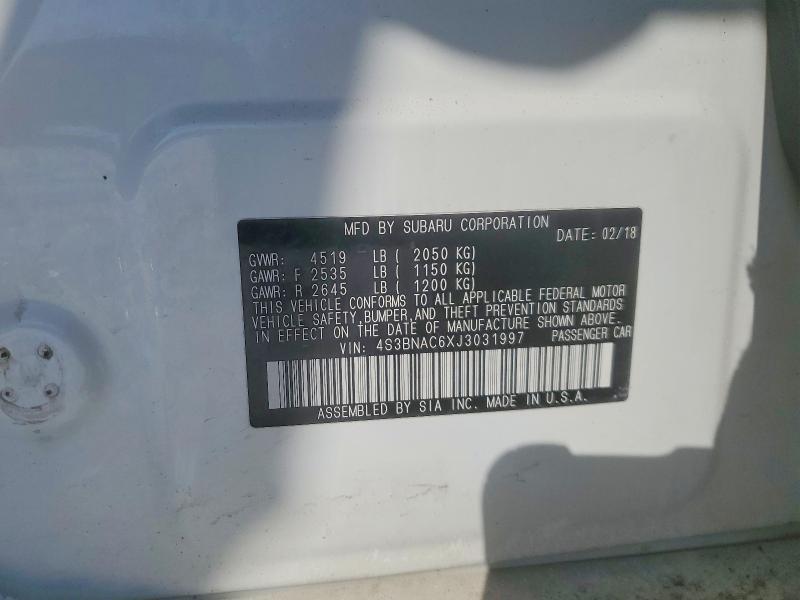 MFD BY SUBARU CORPORATION
DATE: 02/18
GVWR: 4519 LB ( 2050 KG)
GAWR: F 2535 LB ( 1150 KG)
GAWR: R 2645 LB ( 1200 KG)
THIS VEHICLE CONFORMS TO ALL APPLICABLE FEDERAL MOTOR
VEHICLE SAFETY, BUMPER, AND THEFT PREVENTION STANDARDS
IN EFFECT ON THE DATE OF MANUFACTURE SHOWN ABOVE.
VIN: 4S3BNAC6XJ3031997 PASSENGER CAR
ASSEMBLED BY SIA INC. MADE IN U.S.A.